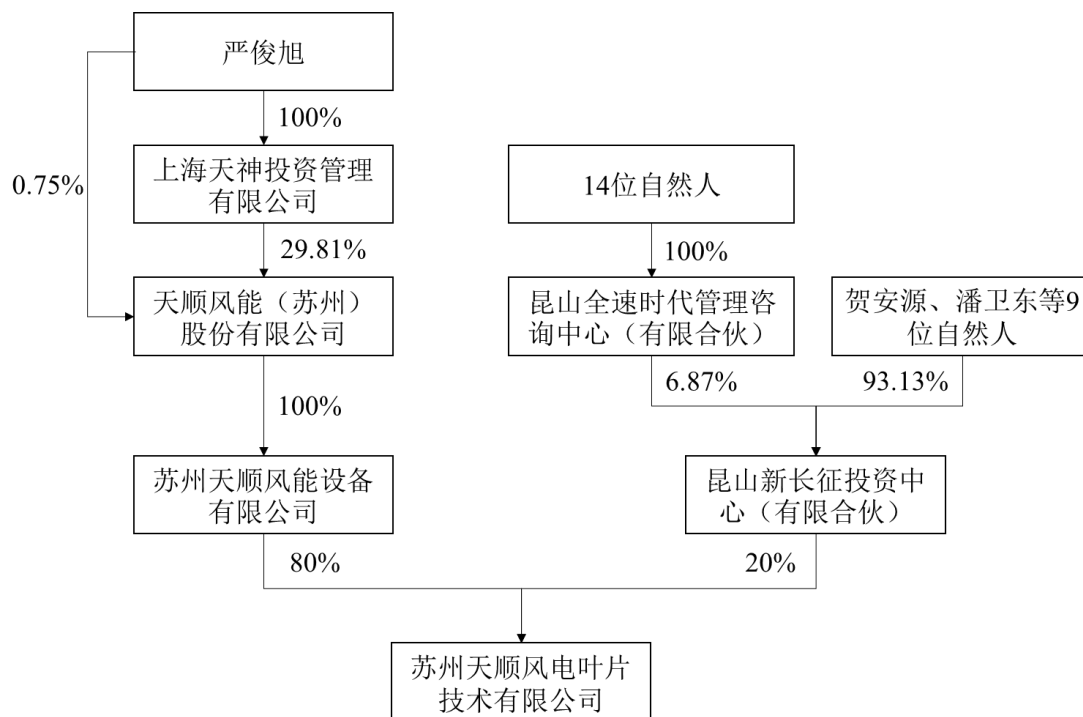 严俊旭
100%
0.75%
上海天神投资管理
有限公司
14位自然人
29.81%
100%
天顺风能（苏州）
股份有限公司
昆山全速时代管理咨
询中心（有限合伙）
贺安源、潘卫东等9
位自然人
6.87%
93.13%
100%
苏州天顺风能设备
有限公司
昆山新长征投资中
心（有限合伙）
80%
20%
苏州天顺风电叶片
技术有限公司